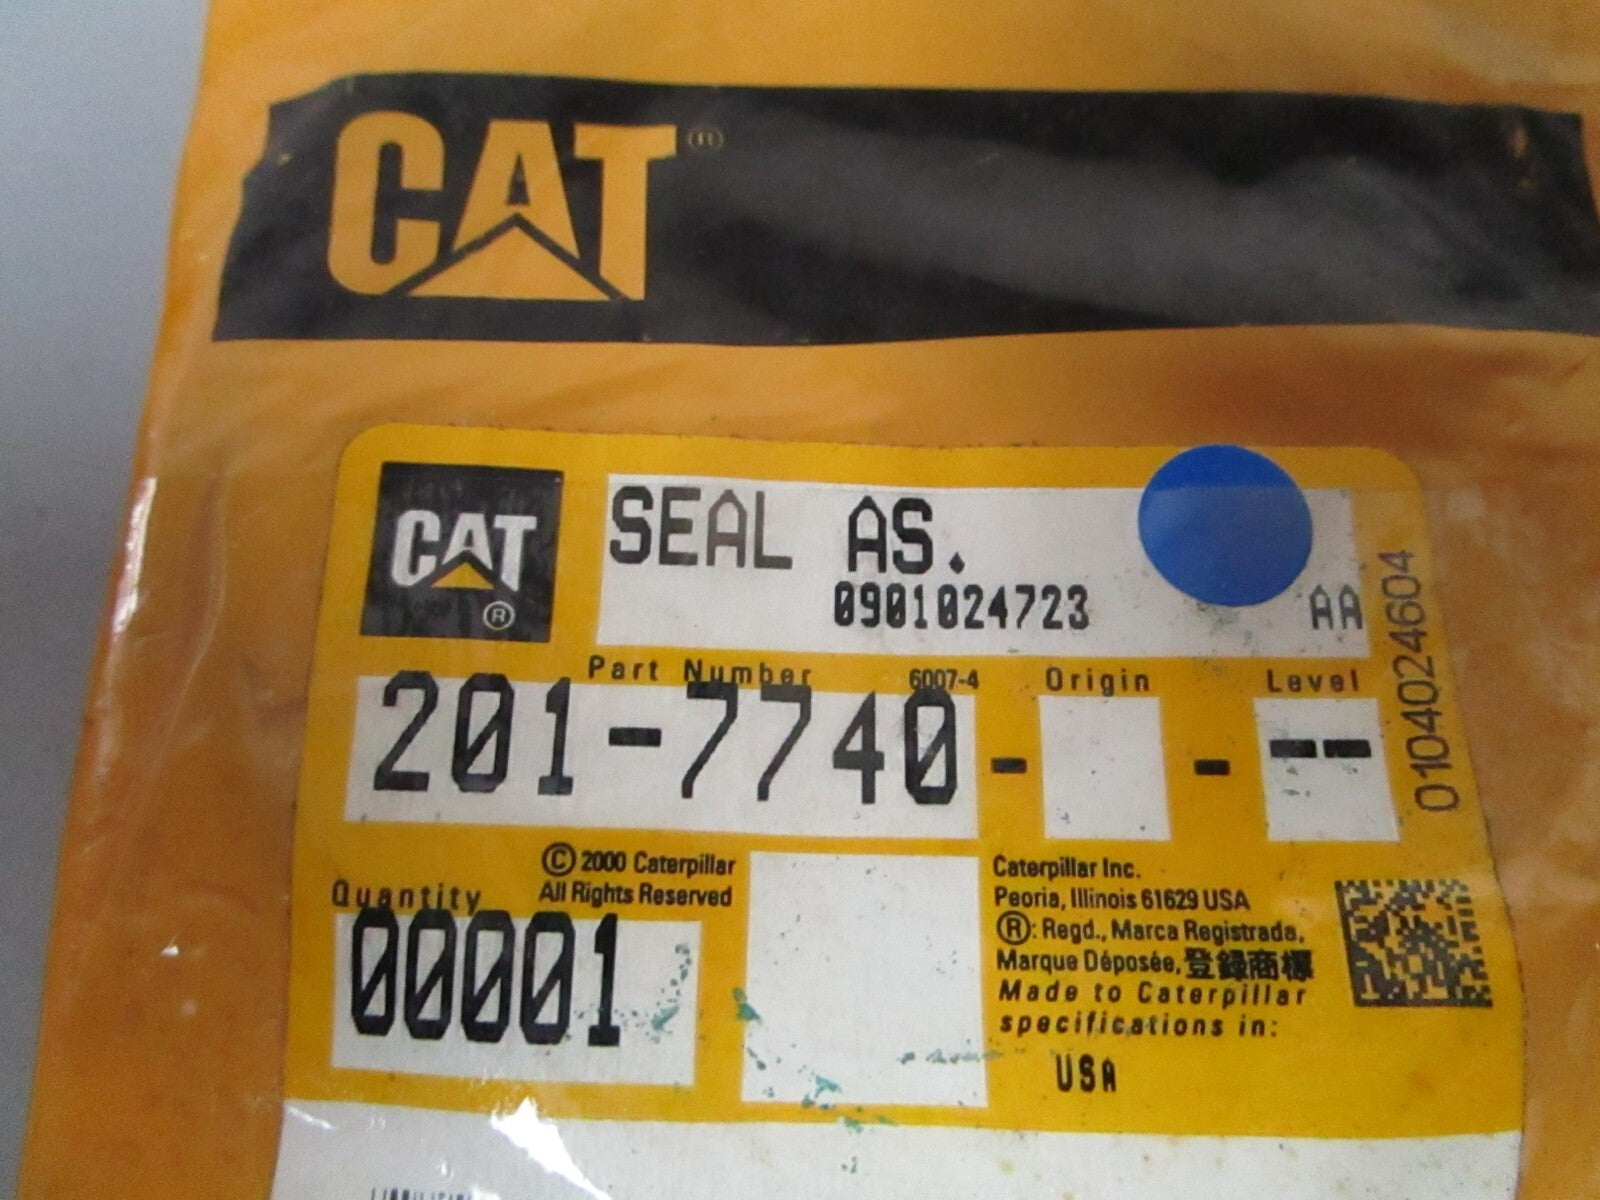 CAT®
CAT®
SEAL AS.
0901024723 AA
Part Number 6007-4 Origin Level
201-7740 - - --
0104024604
© 2000 Caterpillar
All Rights Reserved
Quantity
00001
Caterpillar Inc.
Peoria, Illinois 61629 USA
®: Regd., Marca Registrada,
Marque Déposée, 登録商標
Made to Caterpillar
specifications in:
USA